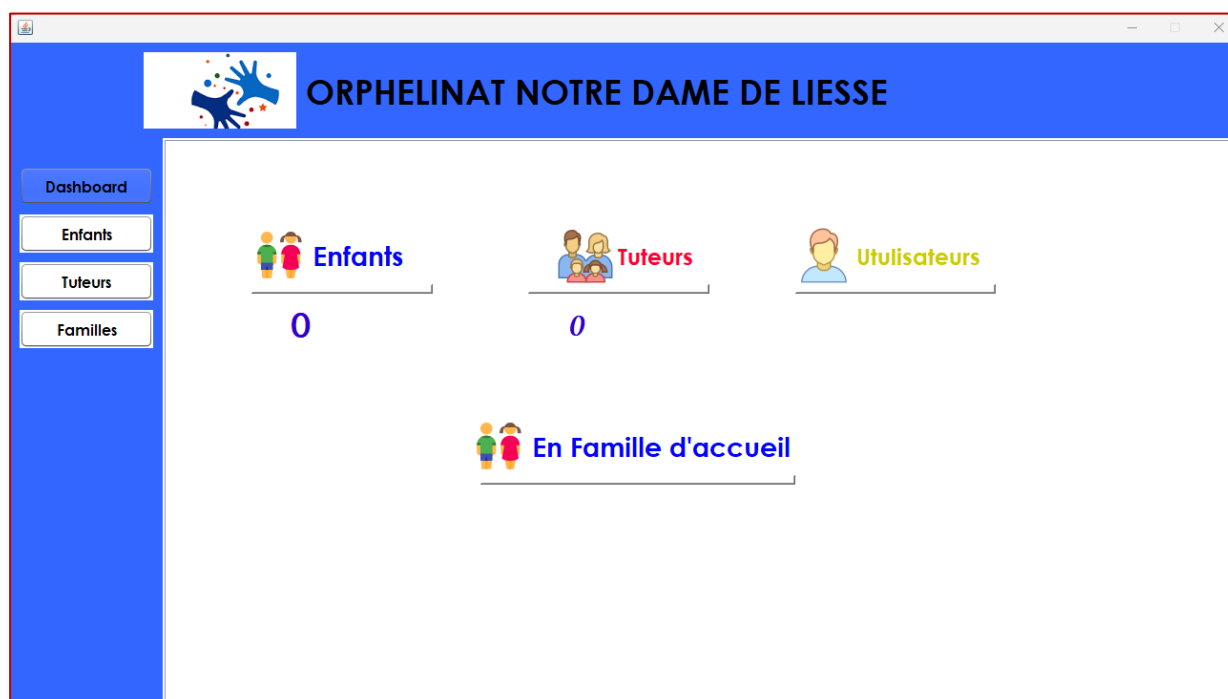 ORPHELINAT NOTRE DAME DE LIESSE
Dashboard
Enfants
Tuteurs
Familles
Enfants
Tuteurs
Utulisateurs
0
0
En Famille d'accueil